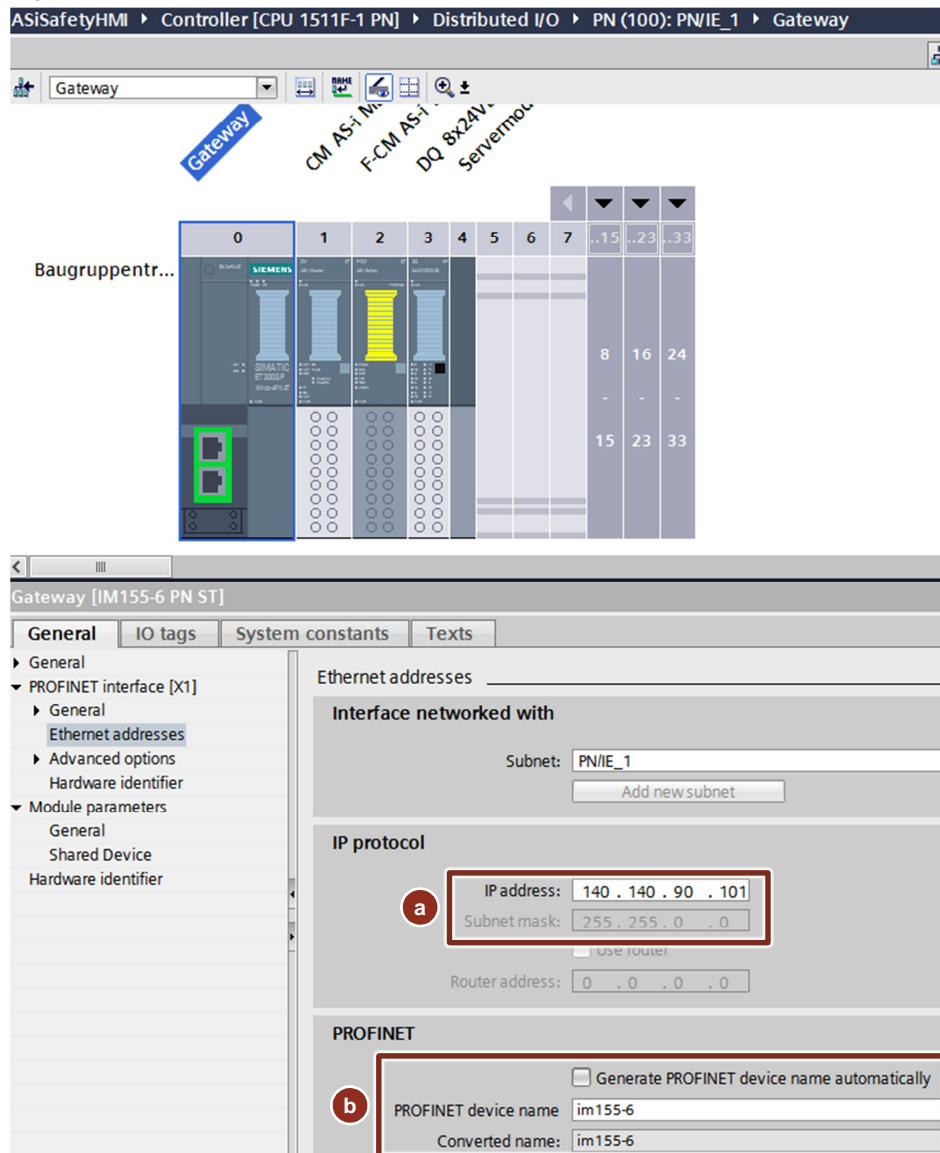 ASiSafetyHMI ▸ Controller [CPU 1511F-1 PN] ▸ Distributed I/O ▸ PN (100): PN/IE_1 ▸ Gateway
Gateway
Gateway
CM AS-i
F-CM AS-i
DQ 8x24V
Servermod
0 1 2 3 4 5 6 7 ..15 ..23 ..33
Baugruppentr...
SIEMENS
SIMATIC
ET 200SP
8 16 24
- - -
15 23 33
Gateway [IM155-6 PN ST]
General IO tags System constants Texts
General
PROFINET interface [X1]
General
Ethernet addresses
Advanced options
Hardware identifier
Module parameters
General
Shared Device
Hardware identifier
Ethernet addresses
Interface networked with
Subnet: PN/IE_1
Add new subnet
IP protocol
a
IP address: 140 . 140 . 90 . 101
Subnet mask: 255 . 255 . 0 . 0
Use router
Router address: 0 . 0 . 0 . 0
PROFINET
Generate PROFINET device name automatically
b
PROFINET device name im155-6
Converted name: im155-6